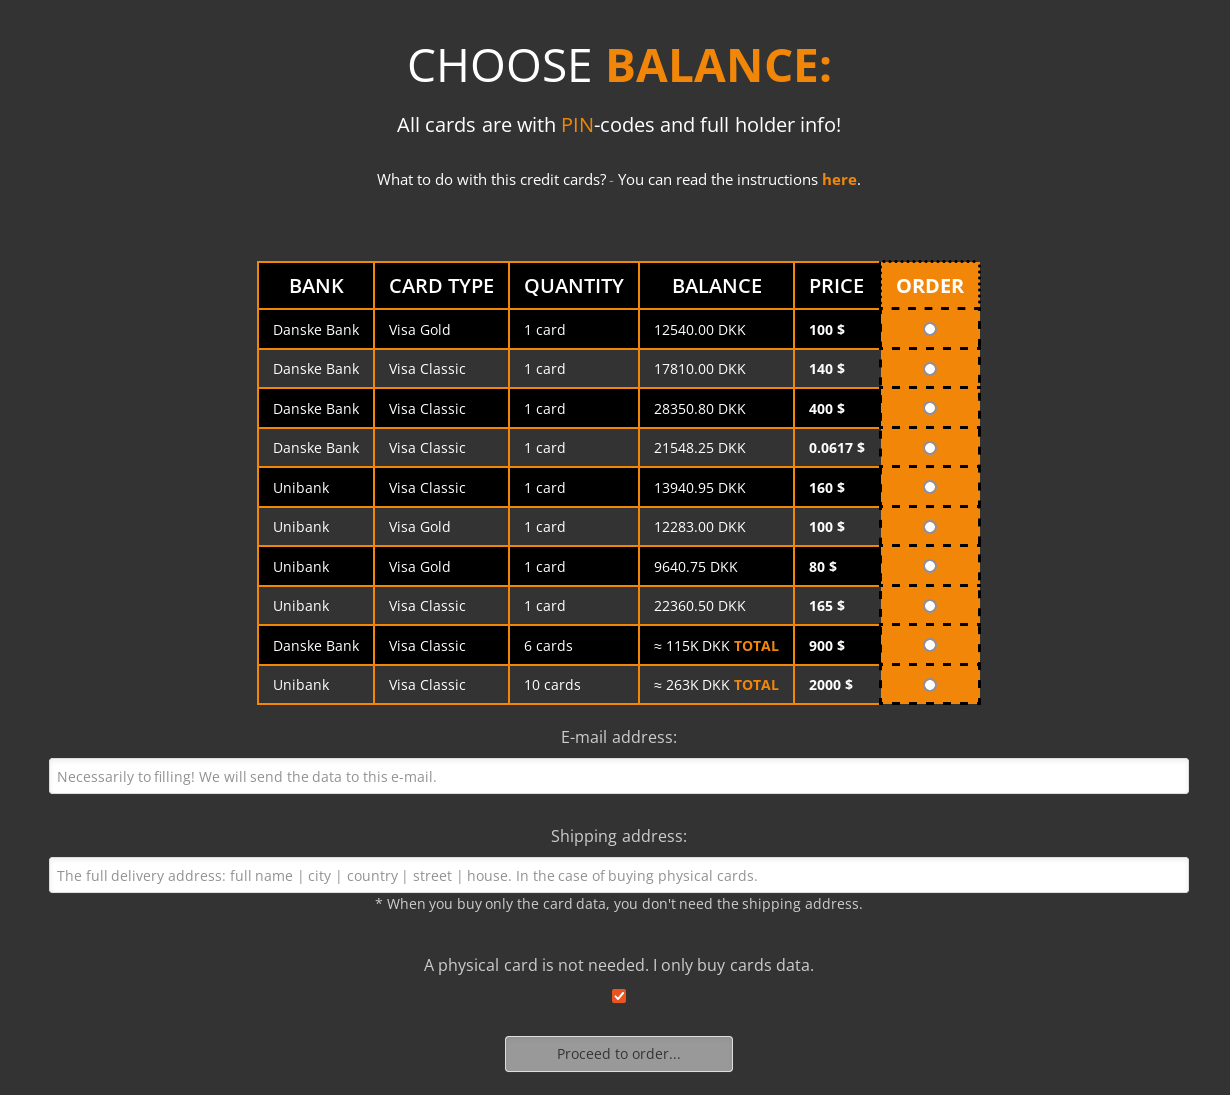 CHOOSE BALANCE:
All cards are with PIN-codes and full holder info!
What to do with this credit cards? - You can read the instructions here.
BANK CARD TYPE QUANTITY BALANCE PRICE ORDER
Danske Bank Visa Gold 1 card 12540.00 DKK 100 $
Danske Bank Visa Classic 1 card 17810.00 DKK 140 $
Danske Bank Visa Classic 1 card 28350.80 DKK 400 $
Danske Bank Visa Classic 1 card 21548.25 DKK 0.0617 $
Unibank Visa Classic 1 card 13940.95 DKK 160 $
Unibank Visa Gold 1 card 12283.00 DKK 100 $
Unibank Visa Gold 1 card 9640.75 DKK 80 $
Unibank Visa Classic 1 card 22360.50 DKK 165 $
Danske Bank Visa Classic 6 cards ≈ 115K DKK TOTAL 900 $
Unibank Visa Classic 10 cards ≈ 263K DKK TOTAL 2000 $
E-mail address:
Necessarily to filling! We will send the data to this e-mail.
Shipping address:
The full delivery address: full name | city | country | street | house. In the case of buying physical cards.
* When you buy only the card data, you don't need the shipping address.
A physical card is not needed. I only buy cards data.
Proceed to order...